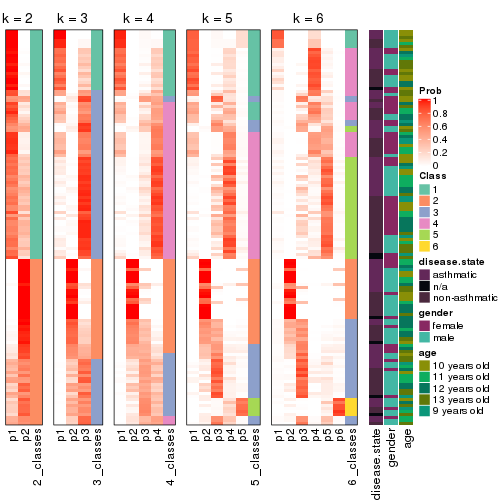 k = 2
k = 3
k = 4
k = 5
k = 6
Prob
1
0.8
0.6
0.4
0.2
0
Class
1
2
3
4
5
6
disease.state
asthmatic
n/a
non-asthmatic
gender
female
male
age
10 years old
11 years old
12 years old
13 years old
9 years old
p1
p2
2_classes
p1
p2
p3
3_classes
p1
p2
p3
p4
4_classes
p1
p2
p3
p4
p5
5_classes
p1
p2
p3
p4
p5
p6
6_classes
disease.state
gender
age